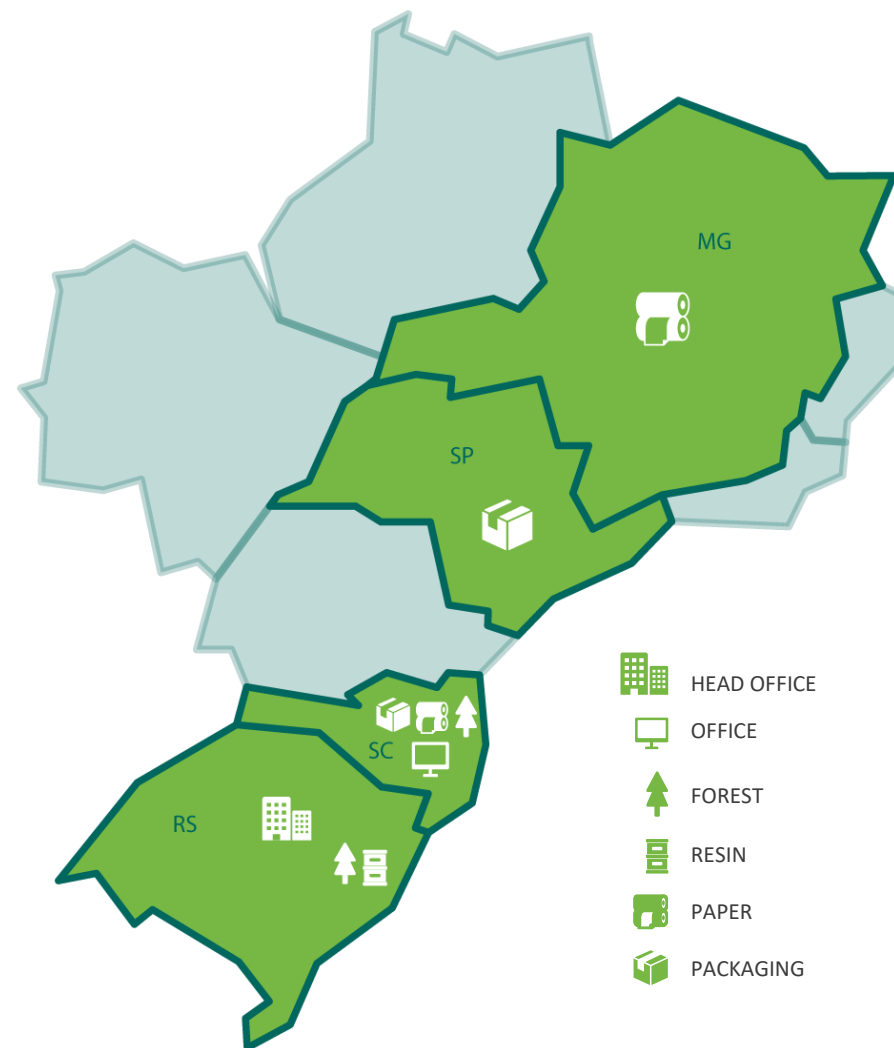 MG
SP
SC
RS
HEAD OFFICE
OFFICE
FOREST
RESIN
PAPER
PACKAGING